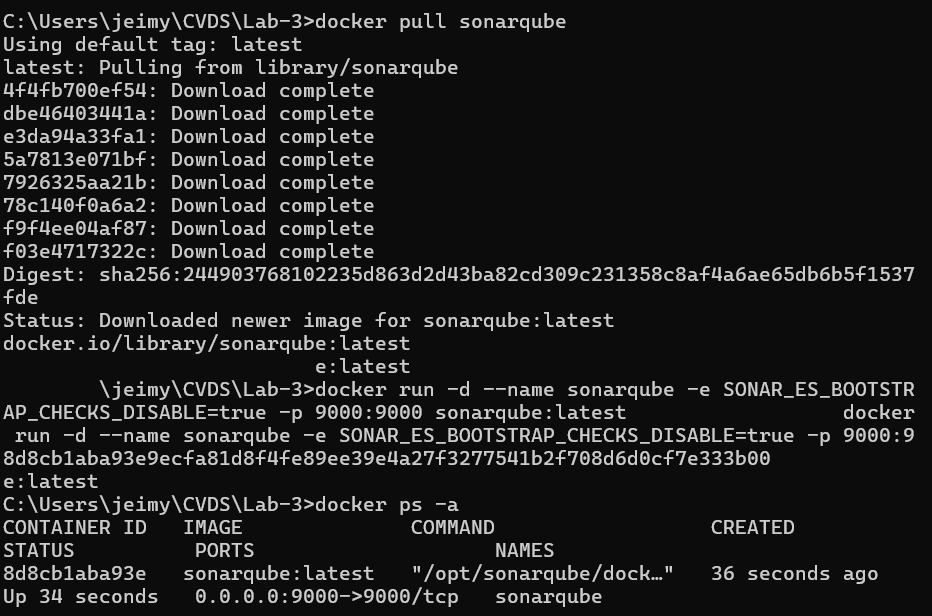 C:\Users\jeimy\CVDS\Lab-3>docker pull sonarqube
Using default tag: latest
latest: Pulling from library/sonarqube
4f4fb700ef54: Download complete
dbe46403441a: Download complete
e3da94a33fa1: Download complete
5a7813e071bf: Download complete
7926325aa21b: Download complete
78c140f0a6a2: Download complete
f9f4ee04af87: Download complete
f03e4717322c: Download complete
Digest: sha256:244903768102235d863d2d43ba82cd309c231358c8af4a6ae65db6b5f1537
fde
Status: Downloaded newer image for sonarqube:latest
docker.io/library/sonarqube:latest
e:latest
\jeimy\CVDS\Lab-3>docker run -d --name sonarqube -e SONAR_ES_BOOTSTR
AP_CHECKS_DISABLE=true -p 9000:9000 sonarqube:latest docker
run -d --name sonarqube -e SONAR_ES_BOOTSTRAP_CHECKS_DISABLE=true -p 9000:9
8d8cb1aba93e9ecfa81d8f4fe89ee39e4a27f3277541b2f708d6d0cf7e333b00
e:latest
C:\Users\jeimy\CVDS\Lab-3>docker ps -a
CONTAINER ID IMAGE COMMAND CREATED
STATUS PORTS NAMES
8d8cb1aba93e sonarqube:latest "/opt/sonarqube/dock…" 36 seconds ago
Up 34 seconds 0.0.0.0:9000->9000/tcp sonarqube